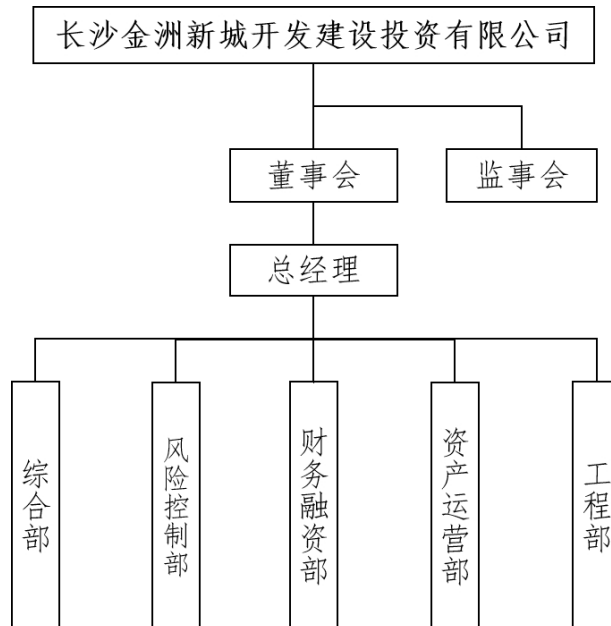 长沙金洲新城开发建设投资有限公司
董事会
监事会
总经理
综合部
风险控制部
财务融资部
资产运营部
工程部